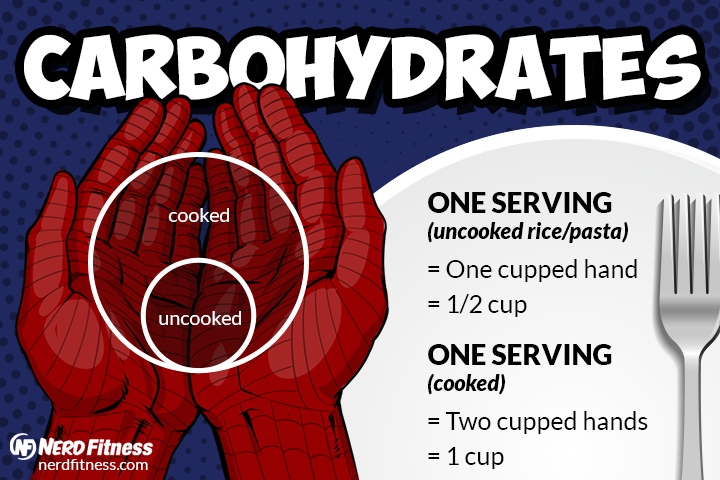 CARBOHYDRATES
cooked
uncooked
ONE SERVING
(uncooked rice/pasta)
= One cupped hand
= 1/2 cup
ONE SERVING
(cooked)
= Two cupped hands
= 1 cup
NF NERD FITNESS
nerdfitness.com